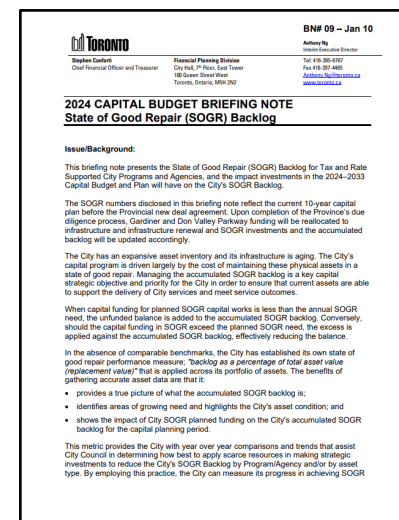 BN# 09 – Jan 10
TORONTO
Anthony Ng
Interim Executive Director
Stephen Conforti
Chief Financial Officer and Treasurer
Financial Planning Division
City Hall, 7th Floor, East Tower
100 Queen Street West
Toronto, Ontario, M5H 2N2
Tel: 416-395-6767
Fax 416-397-4465
Anthony.Ng@toronto.ca
www.toronto.ca
2024 CAPITAL BUDGET BRIEFING NOTE
State of Good Repair (SOGR) Backlog
Issue/Background:
This briefing note presents the State of Good Repair (SOGR) Backlog for Tax and Rate
Supported City Programs and Agencies, and the impact investments in the 2024–2033
Capital Budget and Plan will have on the City's SOGR Backlog.
The SOGR numbers disclosed in this briefing note reflect the current 10-year capital
plan before the Provincial new deal agreement. Upon completion of the Province's due
diligence process, Gardiner and Don Valley Parkway funding will be reallocated to
infrastructure and infrastructure renewal and SOGR investments and the accumulated
backlog will be updated accordingly.
The City has an expansive asset inventory and its infrastructure is aging. The City's
capital program is driven largely by the cost of maintaining these physical assets in a
state of good repair. Managing the accumulated SOGR backlog is a key capital
strategic objective and priority for the City in order to ensure that current assets are able
to support the delivery of City services and meet service outcomes.
When capital funding for planned SOGR capital works is less than the annual SOGR
need, the unfunded balance is added to the accumulated SOGR backlog. Conversely,
should the capital funding in SOGR exceed the planned SOGR need, the excess is
applied against the accumulated SOGR backlog, effectively reducing the balance.
In the absence of comparable benchmarks, the City has established its own state of
good repair performance measure; "backlog as a percentage of total asset value
(replacement value)" that is applied across its portfolio of assets. The benefits of
gathering accurate asset data are that it:
• provides a true picture of what the accumulated SOGR backlog is;
• identifies areas of growing need and highlights the City's asset condition; and
• shows the impact of City SOGR planned funding on the City's accumulated SOGR
backlog for the capital planning period.
This metric provides the City with year over year comparisons and trends that assist
City Council in determining how best to apply scarce resources in making strategic
investments to reduce the City's SOGR Backlog by Program/Agency and/or by asset
type. By employing this practice, the City can measure its progress in achieving SOGR